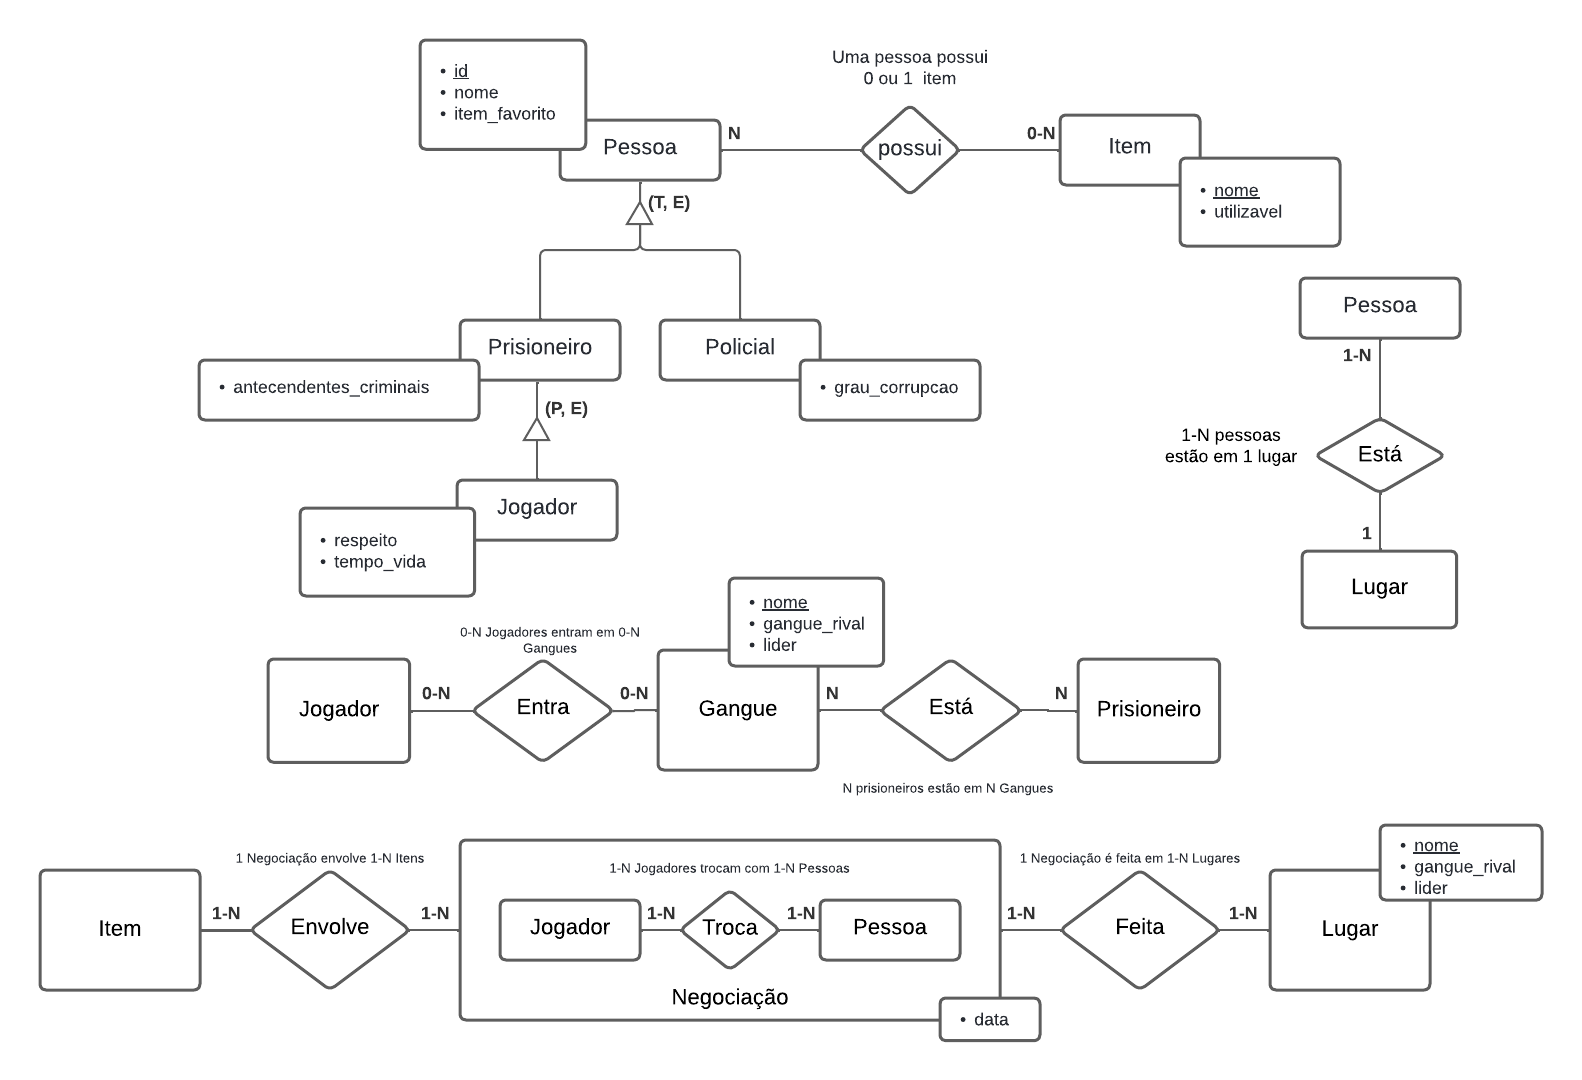 • id
• nome
• item_favorito
Pessoa
N
Uma pessoa possui
0 ou 1 item
possui
0-N
Item
• nome
• utilizavel
(T, E)
Prisioneiro
• antecendentes_criminais
Policial
• grau_corrupcao
(P, E)
Jogador
• respeito
• tempo_vida
Pessoa
1-N
1-N pessoas
estão em 1 lugar
Está
1
Lugar
Jogador
0-N
0-N Jogadores entram em 0-N
Gangues
Entra
0-N
• nome
• gangue_rival
• lider
Gangue
N
Está
N
Prisioneiro
N prisioneiros estão em N Gangues
Item
1-N
1 Negociação envolve 1-N Itens
Envolve
1-N
1-N Jogadores trocam com 1-N Pessoas
Jogador
1-N
Troca
1-N
Pessoa
Negociação
• data
1-N
1 Negociação é feita em 1-N Lugares
Feita
1-N
Lugar
• nome
• gangue_rival
• lider